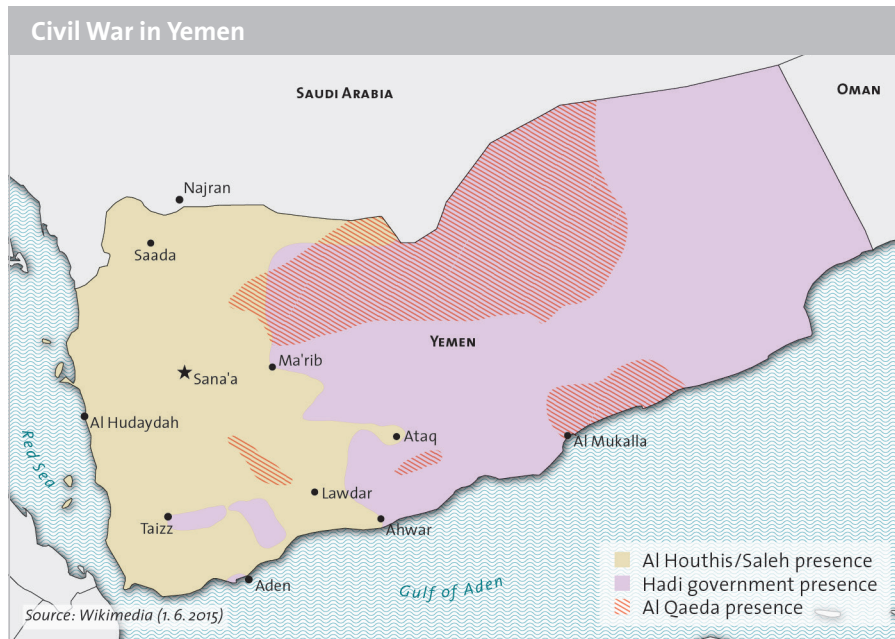 Civil War in Yemen
SAUDI ARABIA
OMAN
Najran
Saada
YEMEN
Ma'rib
Sana'a
Al Hudaydah
Ataq
Al Mukalla
Red Sea
Lawdar
Taizz
Ahwar
Aden
Gulf of Aden
Al Houthis/Saleh presence
Hadi government presence
Al Qaeda presence
Source: Wikimedia (1. 6. 2015)